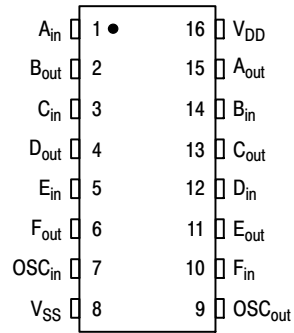 A_in 1 16 V_DD
B_out 2 15 A_out
C_in 3 14 B_in
D_out 4 13 C_out
E_in 5 12 D_in
F_out 6 11 E_out
OSC_in 7 10 F_in
V_SS 8 9 OSC_out